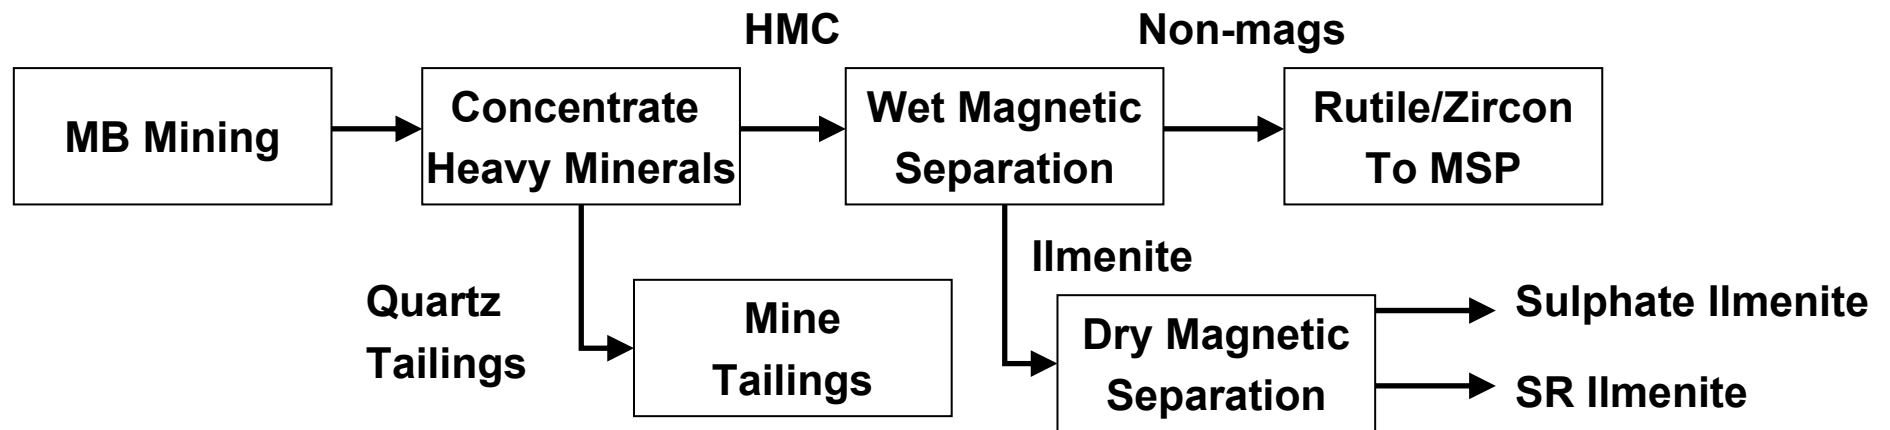 HMC
Non-mags
MB Mining
Concentrate
Heavy Minerals
Wet Magnetic
Separation
Rutile/Zircon
To MSP
Quartz
Tailings
Mine
Tailings
Ilmenite
Dry Magnetic
Separation
Sulphate Ilmenite
SR Ilmenite